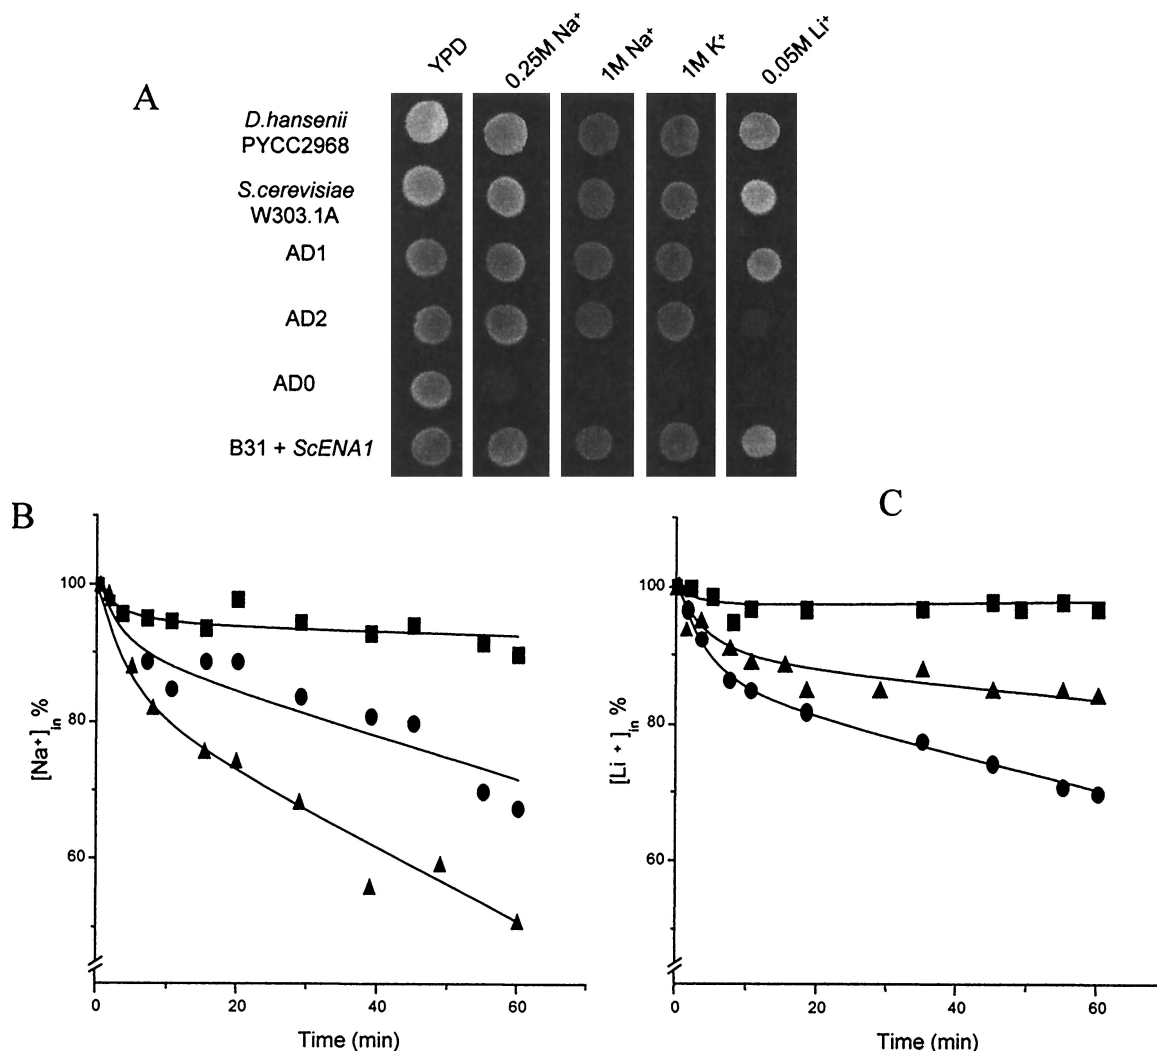 A
YPD
0.25M Na⁺
1M Na⁺
1M K⁺
0.05M Li⁺
D.hansenii
PYCC2968
S.cerevisiae
W303.1A
AD1
AD2
AD0
B31 + ScENA1
B
[Na⁺]in %
100
80
60
0
20
40
60
Time (min)
C
[Li ⁺]in %
100
80
60
0
20
40
60
Time (min)